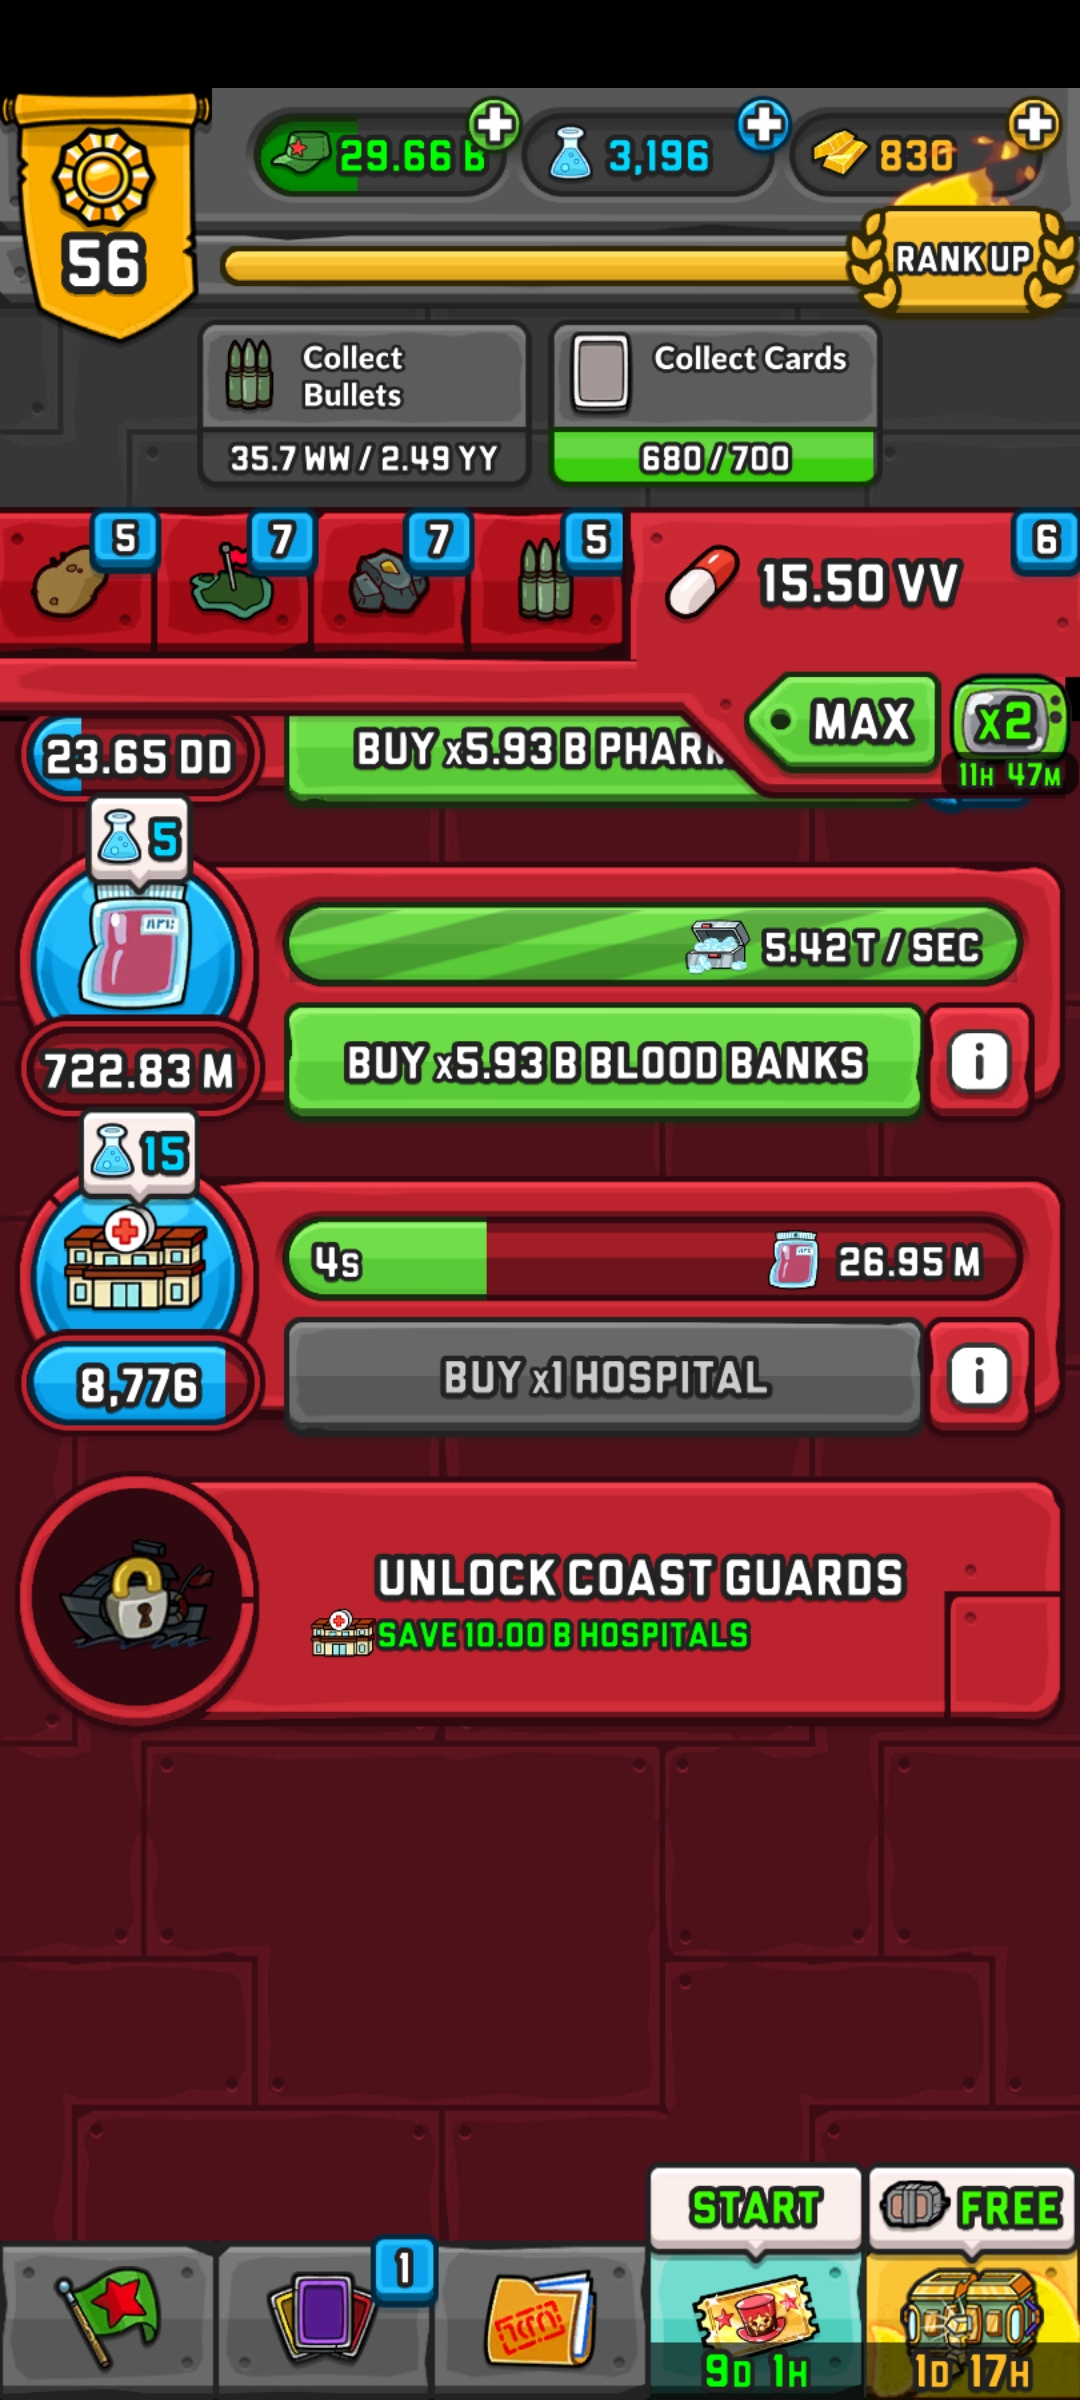 56
29.66 B
3,196
830
RANK UP
Collect
Bullets
35.7 WW / 2.49 YY
Collect Cards
680 / 700
5
7
7
5
15.50 VV
6
MAX
x2
11H 47M
23.65 DD
BUY x5.93 B PHARM
5
5.42 T / SEC
722.83 M
BUY x5.93 B BLOOD BANKS
i
15
4s
26.95 M
8,776
BUY x1 HOSPITAL
i
UNLOCK COAST GUARDS
SAVE 10.00 B HOSPITALS
START
FREE
1
9D 1H
1D 17H